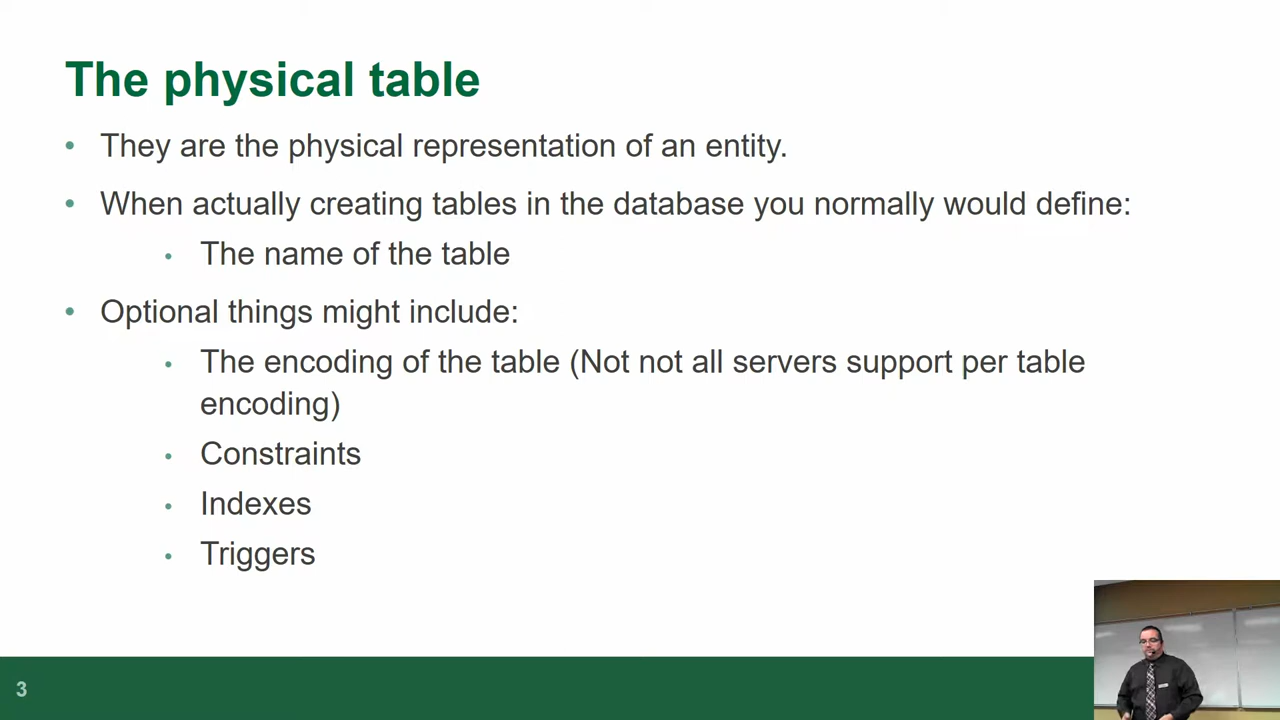 The physical table
• They are the physical representation of an entity.
• When actually creating tables in the database you normally would define:
• The name of the table
• Optional things might include:
• The encoding of the table (Not not all servers support per table
encoding)
• Constraints
• Indexes
• Triggers
3